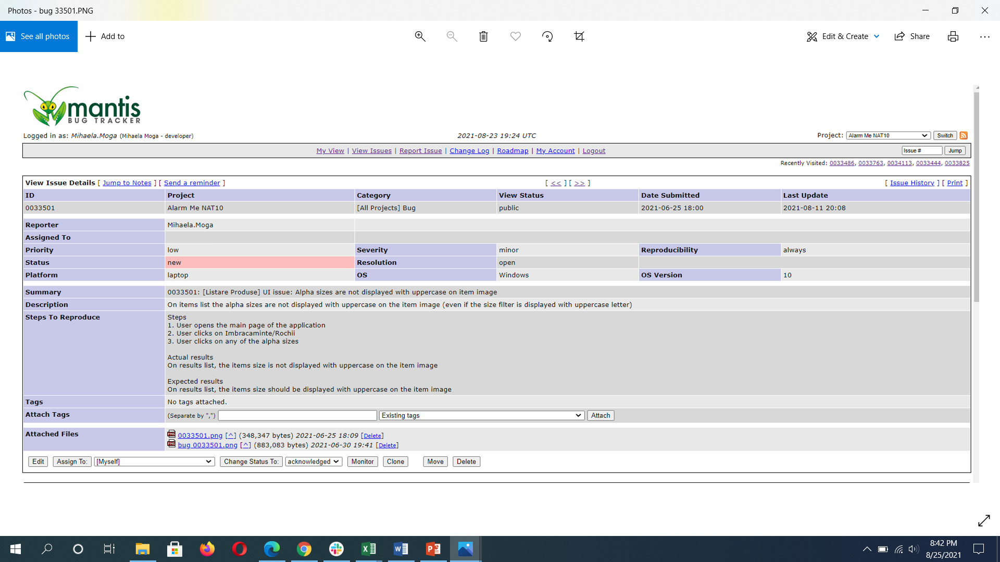 Photos - bug 33501.PNG
See all photos
Add to
Edit & Create
Share
mantis
BUG TRACKER
Logged in as: Mihaela.Moga (Mihaela Moga - developer) 2021-08-23 19:24 UTC Project: Alarm Me NAT10 Switch
My View | View Issues | Report Issue | Change Log | Roadmap | My Account | Logout Issue # Jump
Recently Visited: 0033486, 0033763, 0034113, 0033444, 0033825
View Issue Details [ Jump to Notes ] [ Send a reminder ] [ << ] [ >> ] [ Issue History ] [ Print ]
ID Project Category View Status Date Submitted Last Update
0033501 Alarm Me NAT10 [All Projects] Bug public 2021-06-25 18:00 2021-08-11 20:08
Reporter Mihaela.Moga
Assigned To
Priority low Severity minor Reproducibility always
Status new Resolution open
Platform laptop OS Windows OS Version 10
Summary 0033501: [Listare Produse] UI issue: Alpha sizes are not displayed with uppercase on item image
Description On items list the alpha sizes are not displayed with uppercase on the item image (even if the size filter is displayed with uppercase letter)
Steps To Reproduce Steps
1. User opens the main page of the application
2. User clicks on Imbracaminte/Rochii
3. User clicks on any of the alpha sizes
Actual results
On results list, the items size is not displayed with uppercase on the item image
Expected results
On results list, the items size should be displayed with uppercase on the item image
Tags No tags attached.
Attach Tags (Separate by ",") Existing tags Attach
Attached Files PNG 0033501.png [^] (348,347 bytes) 2021-06-25 18:09 [Delete]
PNG bug 0033501.png [^] (883,083 bytes) 2021-06-30 19:41 [Delete]
Edit Assign To: [Myself] Change Status To: acknowledged Monitor Clone Move Delete
8:42 PM
8/25/2021